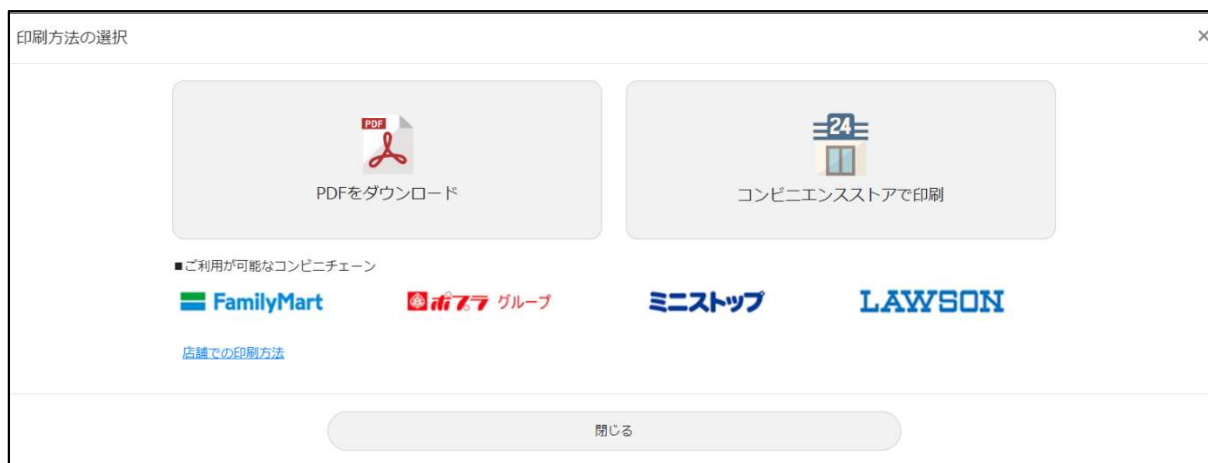 印刷方法の選択
×
PDF
24
PDFをダウンロード
コンビニエンスストアで印刷
■ご利用が可能なコンビニチェーン
FamilyMart
ポプラ グループ
ミニストップ
LAWSON
店舗での印刷方法
閉じる